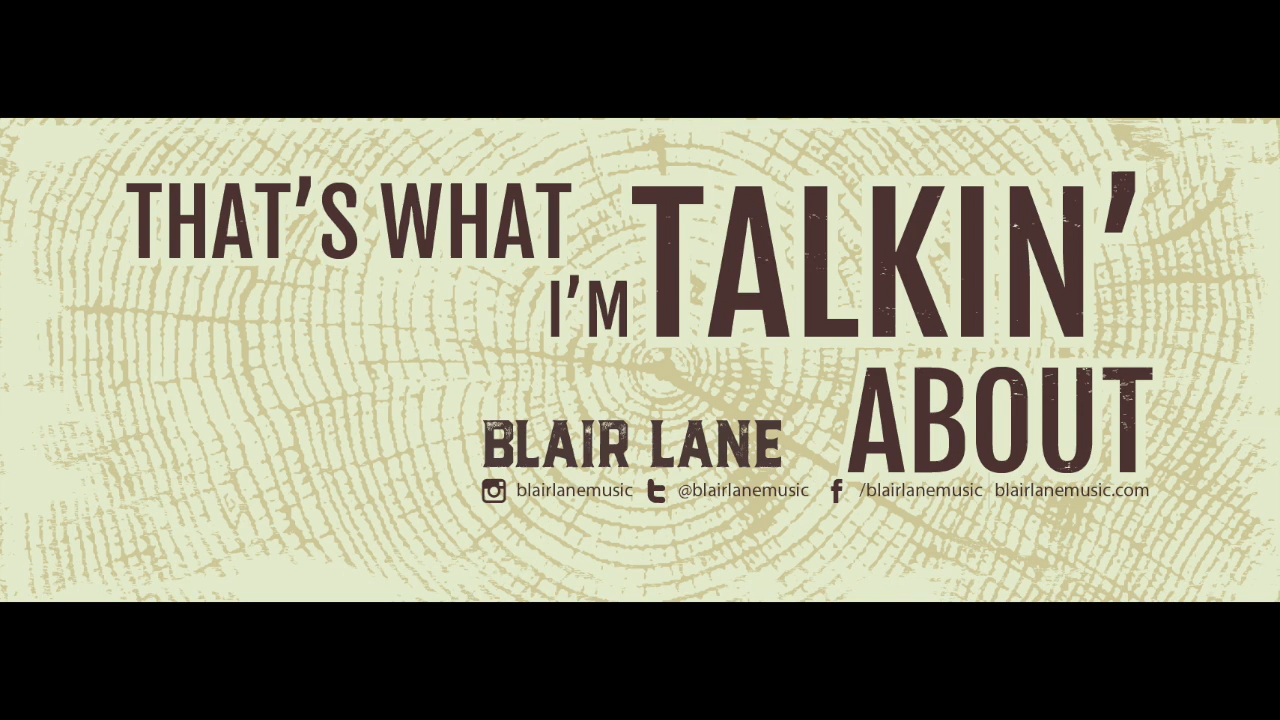 THAT'S WHAT
I'M TALKIN'
ABOUT
BLAIR LANE
blairlanemusic @blairlanemusic /blairlanemusic blairlanemusic.com